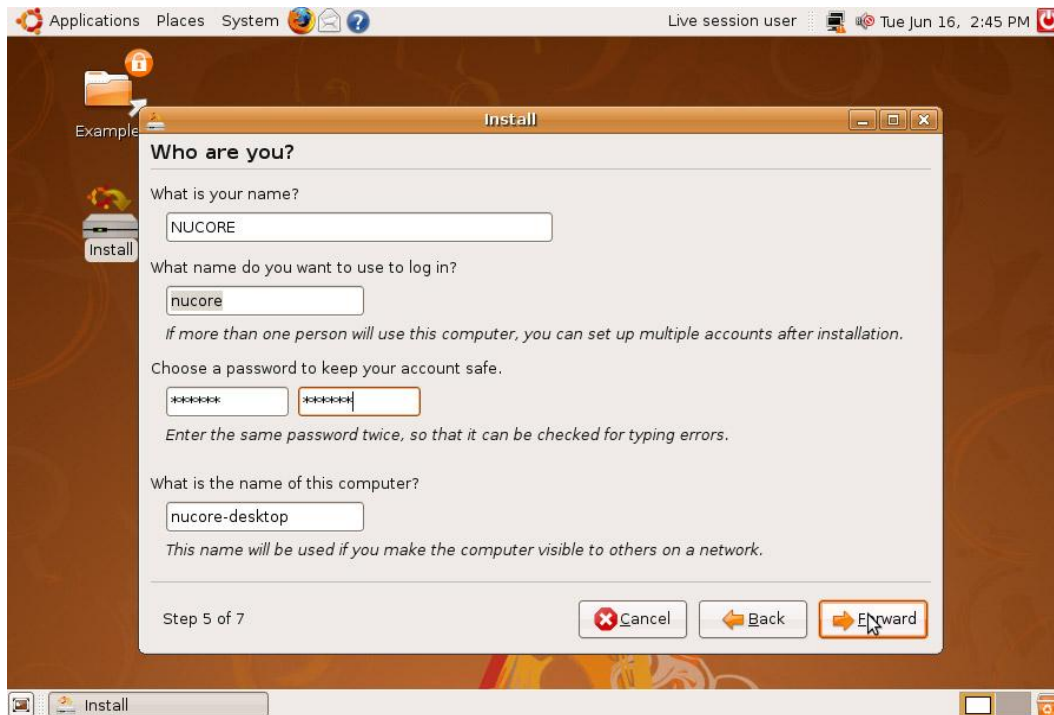 Applications Places System Live session user Tue Jun 16, 2:45 PM
Example
Install
Install
Who are you?
What is your name?
NUCORE
What name do you want to use to log in?
nucore
If more than one person will use this computer, you can set up multiple accounts after installation.
Choose a password to keep your account safe.
****** ******
Enter the same password twice, so that it can be checked for typing errors.
What is the name of this computer?
nucore-desktop
This name will be used if you make the computer visible to others on a network.
Step 5 of 7 Cancel Back Forward
Install